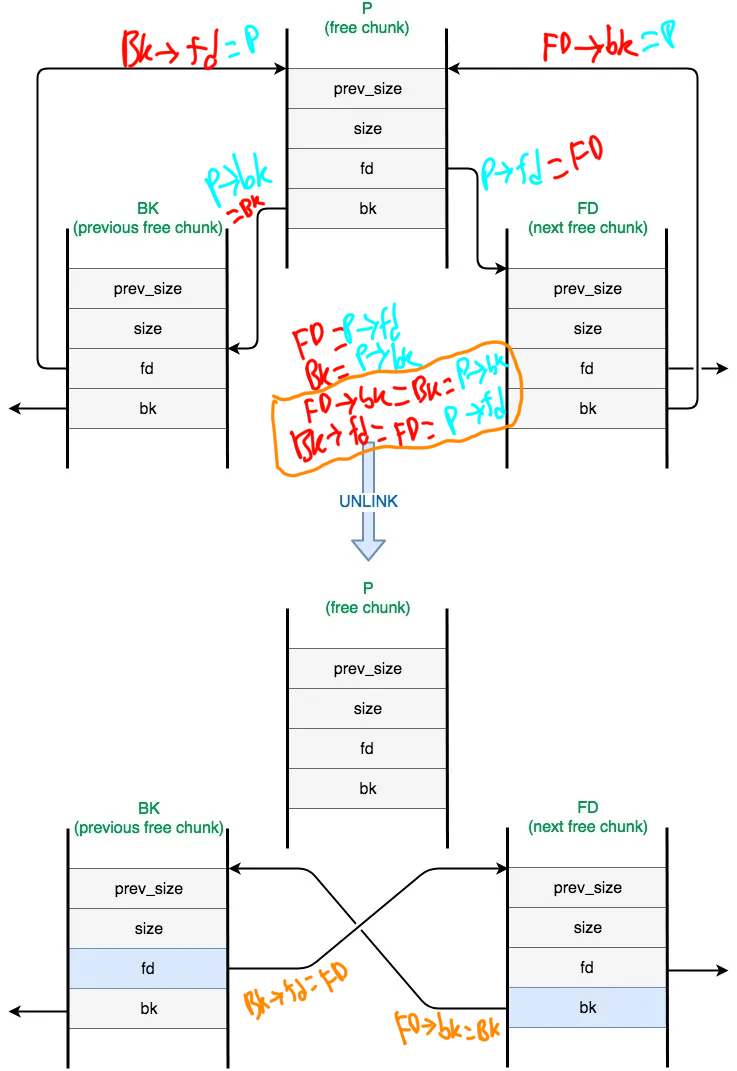 P
(free chunk)
Bk→fd=P
FD→bk=P
prev_size
size
fd
bk
P→bk
=Bk
P→fd=FD
BK
(previous free chunk)
prev_size
size
fd
bk
FD
(next free chunk)
prev_size
size
fd
bk
FD=P→fd
Bk=P→bk
FD→bk=Bk=P→bk
Bk→fd=FD=P→fd
UNLINK
P
(free chunk)
prev_size
size
fd
bk
BK
(previous free chunk)
prev_size
size
fd
bk
FD
(next free chunk)
prev_size
size
fd
bk
Bk→fd=FD
FD→bk=Bk